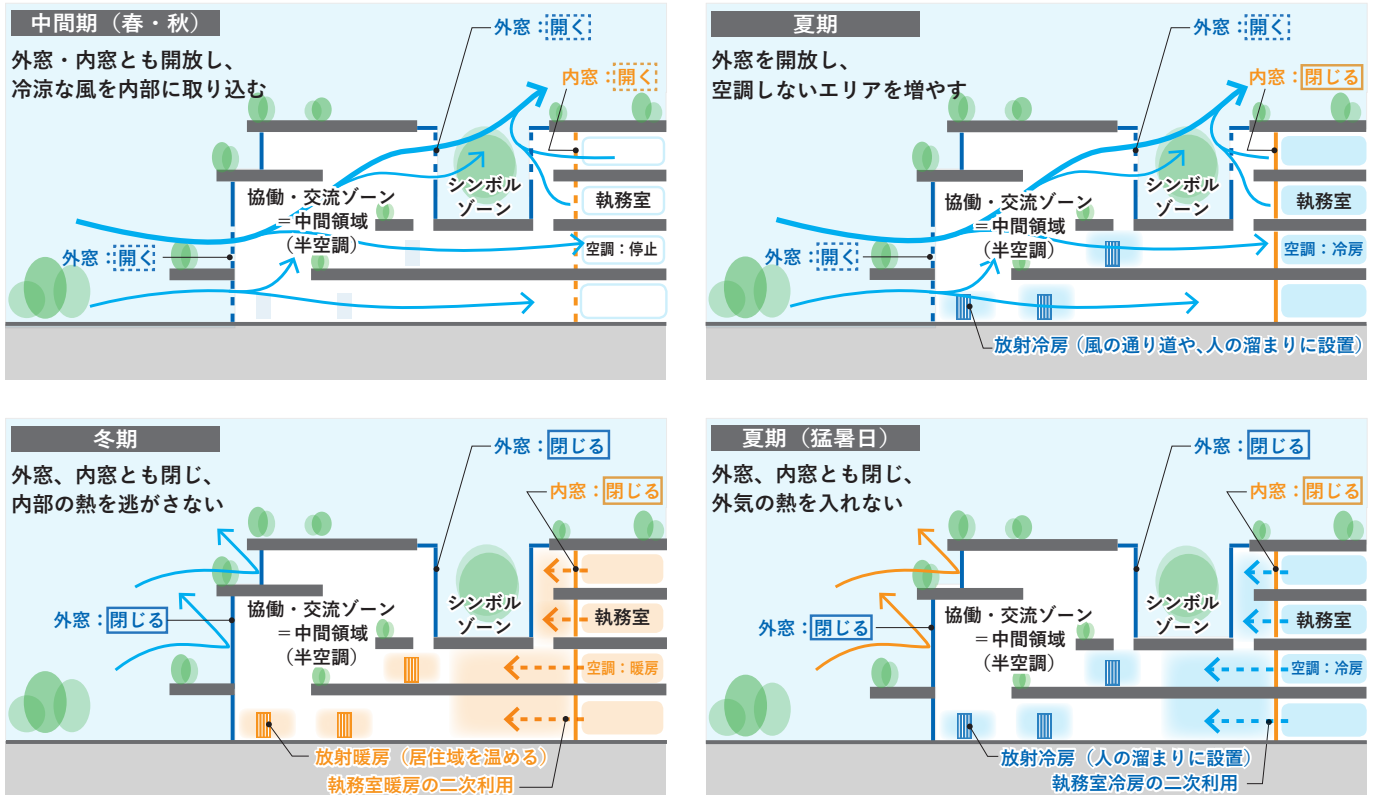 中間期（春・秋）
外窓・内窓とも開放し、
冷涼な風を内部に取り込む
外窓：開く
内窓：開く
シンボル
ゾーン
協働・交流ゾーン
＝中間領域
（半空調）
執務室
空調：停止
外窓：開く
夏期
外窓を開放し、
空調しないエリアを増やす
外窓：開く
内窓：閉じる
シンボル
ゾーン
協働・交流ゾーン
＝中間領域
（半空調）
執務室
空調：冷房
外窓：開く
放射冷房（風の通り道や、人の溜まりに設置）
冬期
外窓、内窓とも閉じ、
内部の熱を逃がさない
外窓：閉じる
内窓：閉じる
シンボル
ゾーン
協働・交流ゾーン
＝中間領域
（半空調）
執務室
外窓：閉じる
空調：暖房
放射暖房（居住域を温める）
執務室暖房の二次利用
夏期（猛暑日）
外窓、内窓とも閉じ、
外気の熱を入れない
外窓：閉じる
内窓：閉じる
シンボル
ゾーン
協働・交流ゾーン
＝中間領域
（半空調）
執務室
外窓：閉じる
空調：冷房
放射冷房（人の溜まりに設置）
執務室冷房の二次利用